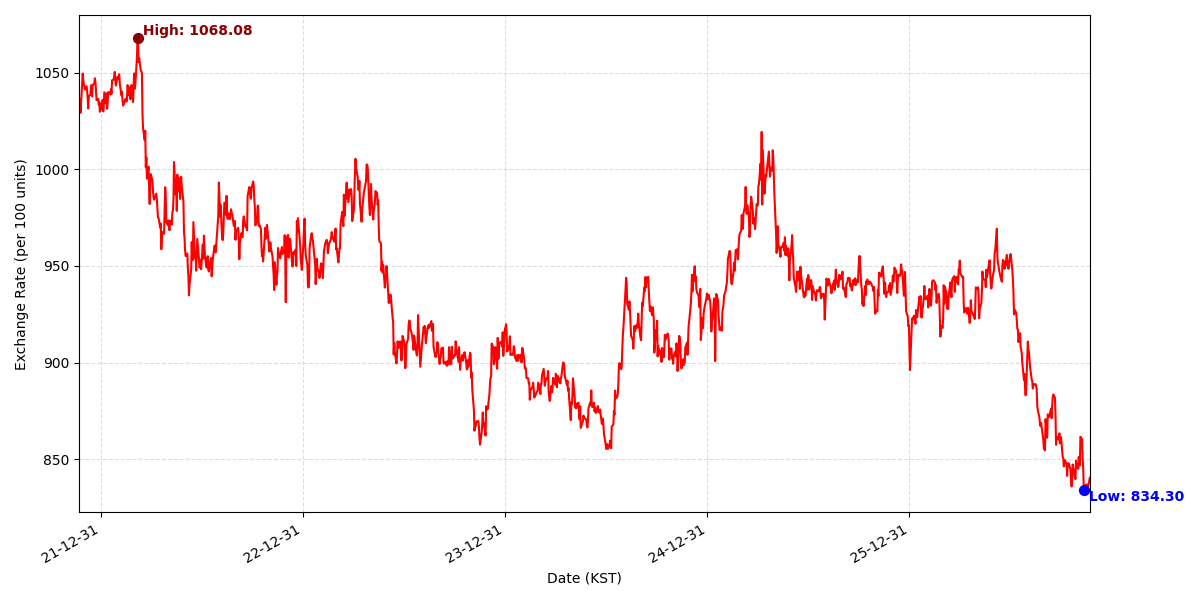 High: 1068.08
1050
1000
950
900
850
Exchange Rate (per 100 units)
Low: 834.30
21-12-31
22-12-31
23-12-31
24-12-31
25-12-31
Date (KST)